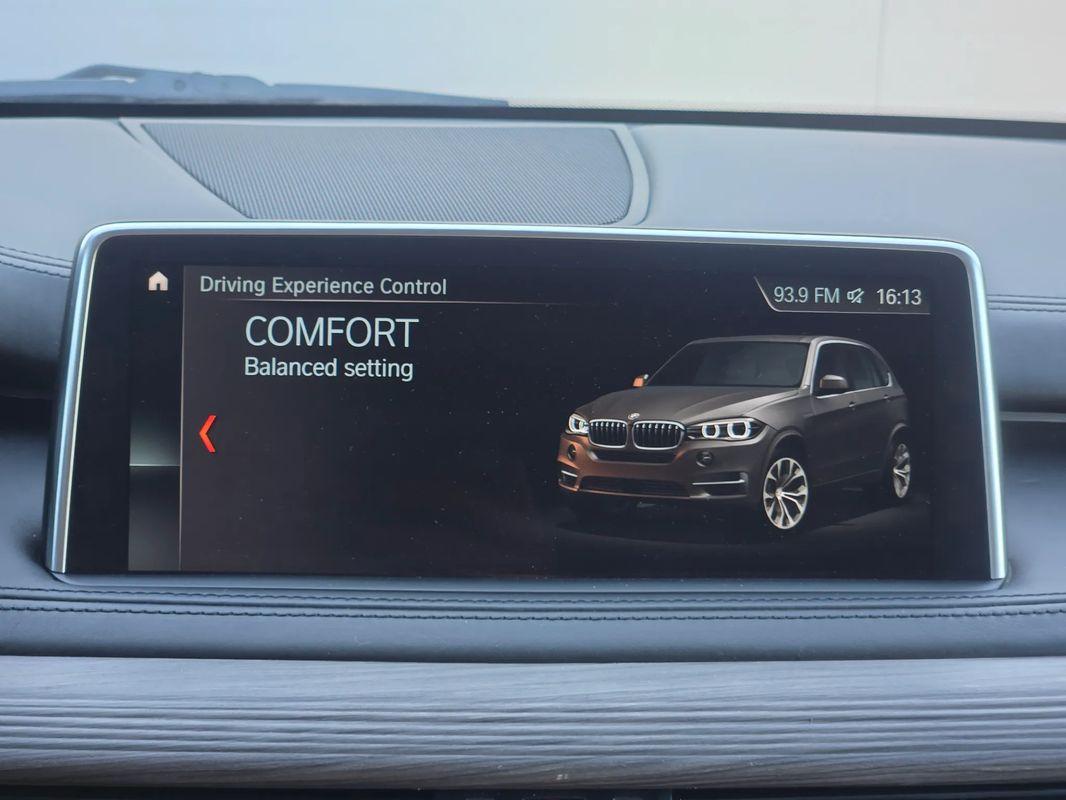 Driving Experience Control
93.9 FM 16:13
COMFORT
Balanced setting